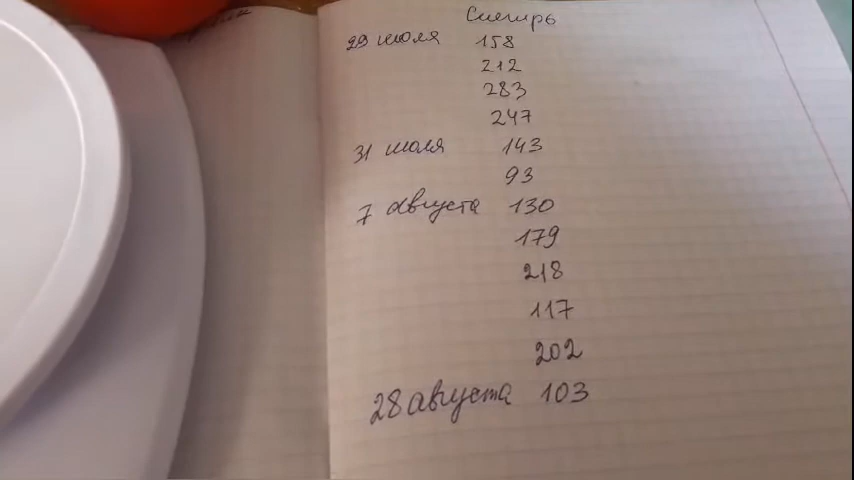 Снегирь
29 июля 158
212
283
247
31 июля 143
93
7 августа 130
179
218
117
202
28 августа 103